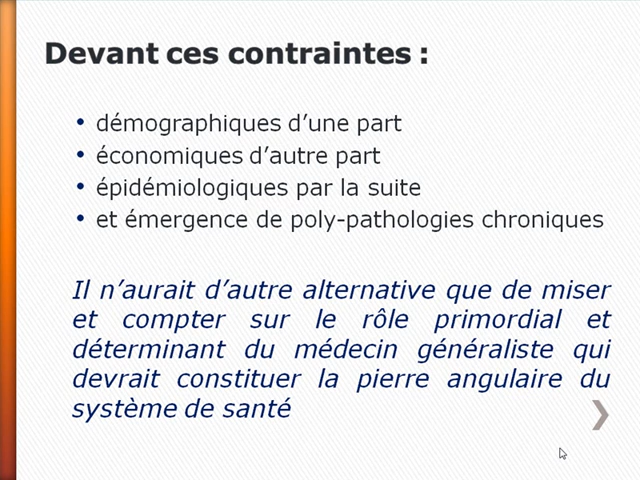 Devant ces contraintes :
• démographiques d’une part
• économiques d’autre part
• épidémiologiques par la suite
• et émergence de poly-pathologies chroniques
Il n’aurait d’autre alternative que de miser
et compter sur le rôle primordial et
déterminant du médecin généraliste qui
devrait constituer la pierre angulaire du
système de santé